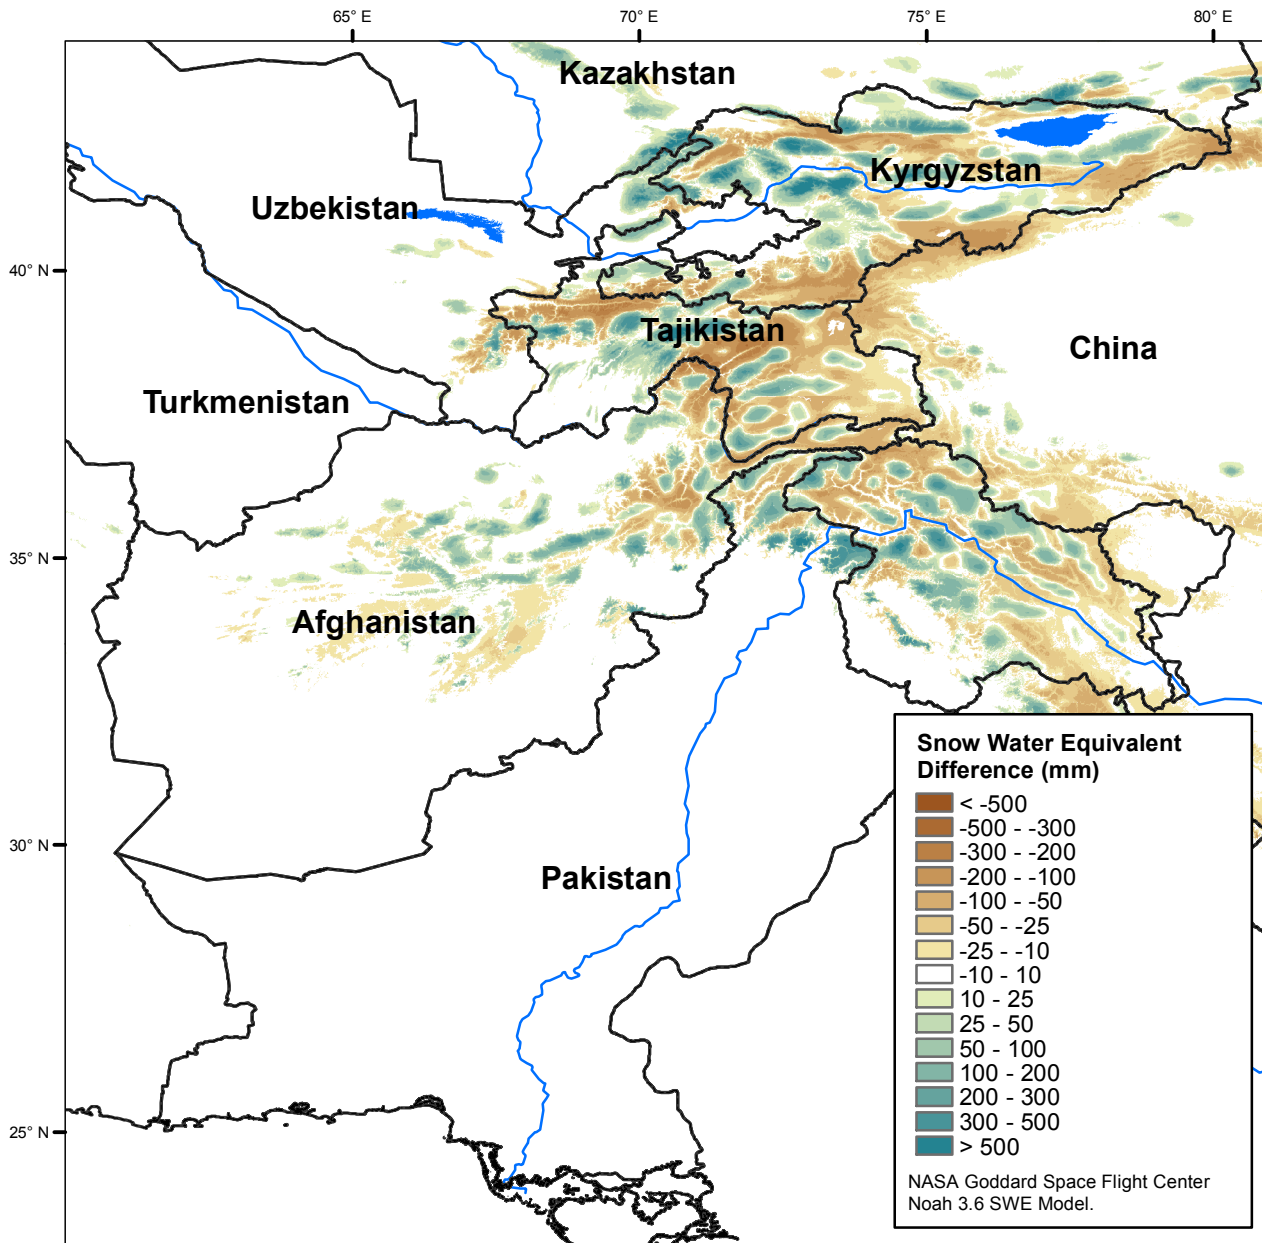 65° E
70° E
75° E
80° E
Kazakhstan
Kyrgyzstan
Uzbekistan
40° N
Tajikistan
China
Turkmenistan
35° N
Afghanistan
30° N
Pakistan
25° N
Snow Water Equivalent
Difference (mm)
< -500
-500 - -300
-300 - -200
-200 - -100
-100 - -50
-50 - -25
-25 - -10
-10 - 10
10 - 25
25 - 50
50 - 100
100 - 200
200 - 300
300 - 500
> 500
NASA Goddard Space Flight Center
Noah 3.6 SWE Model.